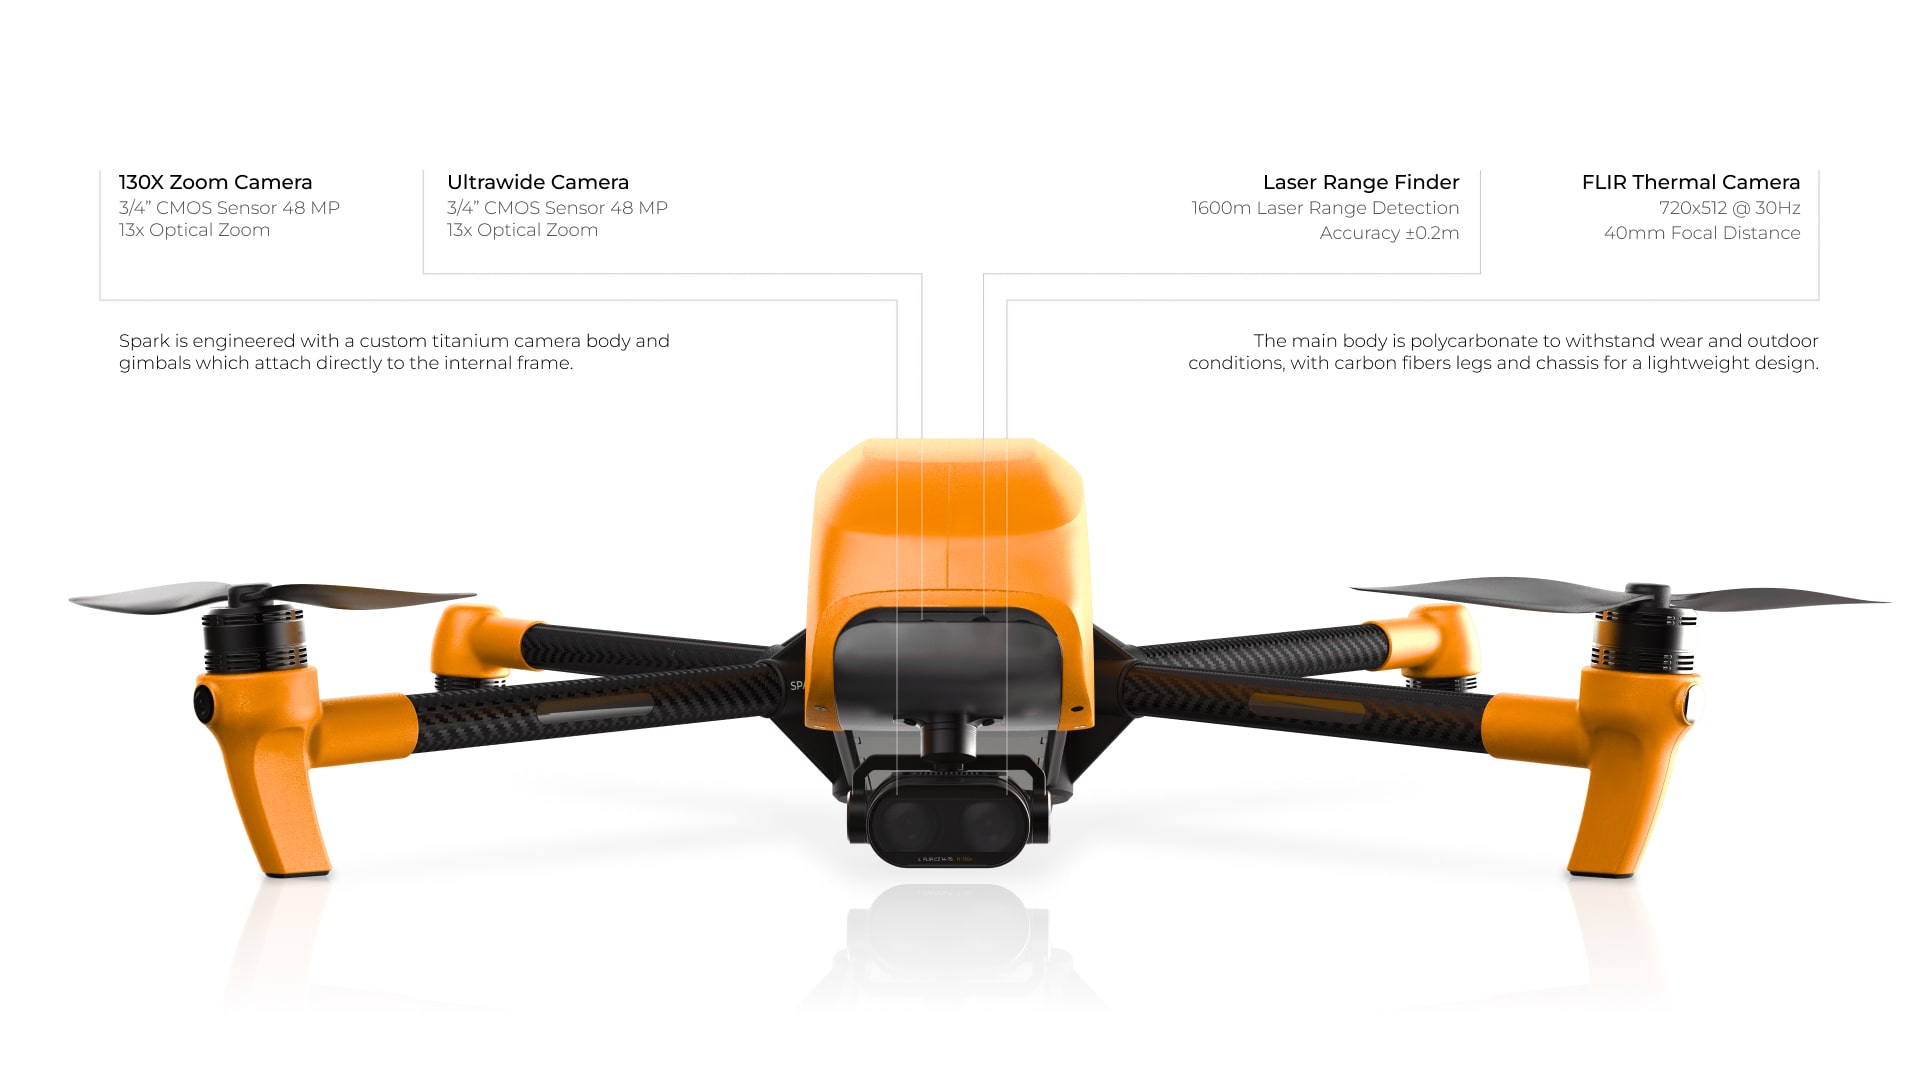 130X Zoom Camera
3/4” CMOS Sensor 48 MP
13x Optical Zoom
Ultrawide Camera
3/4” CMOS Sensor 48 MP
13x Optical Zoom
Laser Range Finder
1600m Laser Range Detection
Accuracy ±0.2m
FLIR Thermal Camera
720x512 @ 30Hz
40mm Focal Distance
Spark is engineered with a custom titanium camera body and
gimbals which attach directly to the internal frame.
The main body is polycarbonate to withstand wear and outdoor
conditions, with carbon fibers legs and chassis for a lightweight design.
SPA